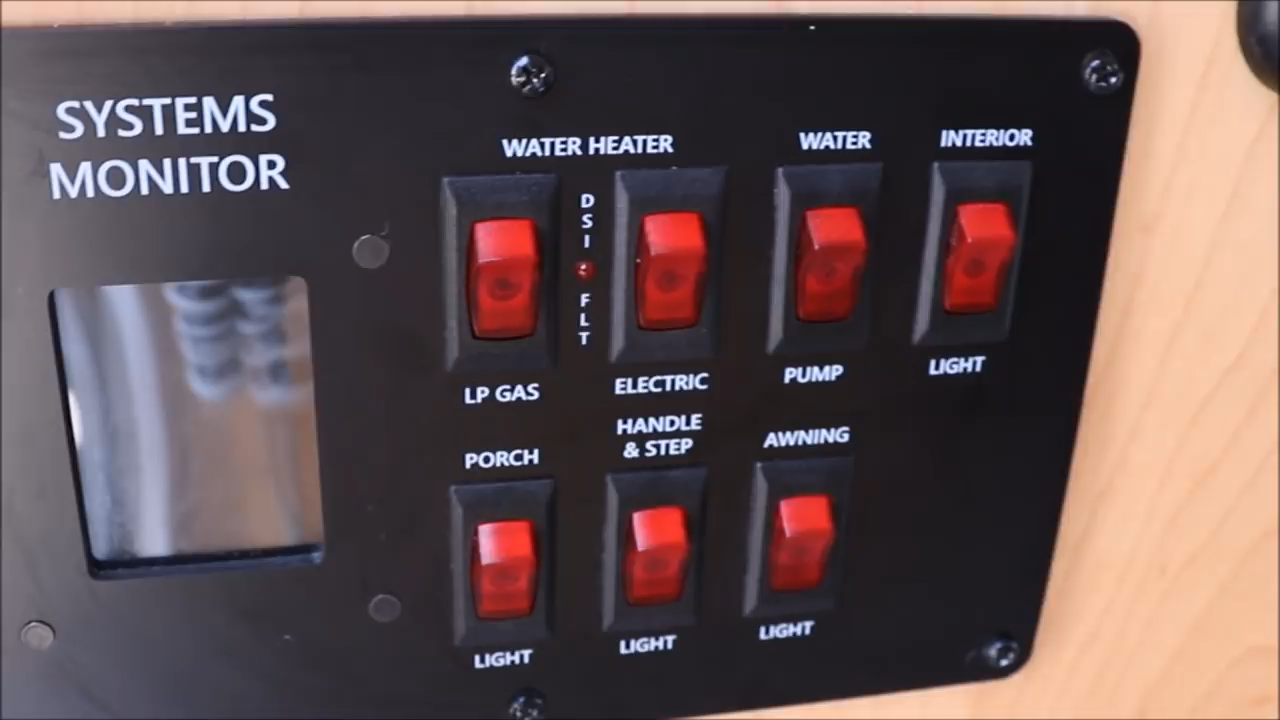 SYSTEMS
MONITOR
WATER HEATER
WATER
INTERIOR
DSI
FLT
LP GAS
ELECTRIC
PUMP
LIGHT
PORCH
HANDLE
& STEP
AWNING
LIGHT
LIGHT
LIGHT